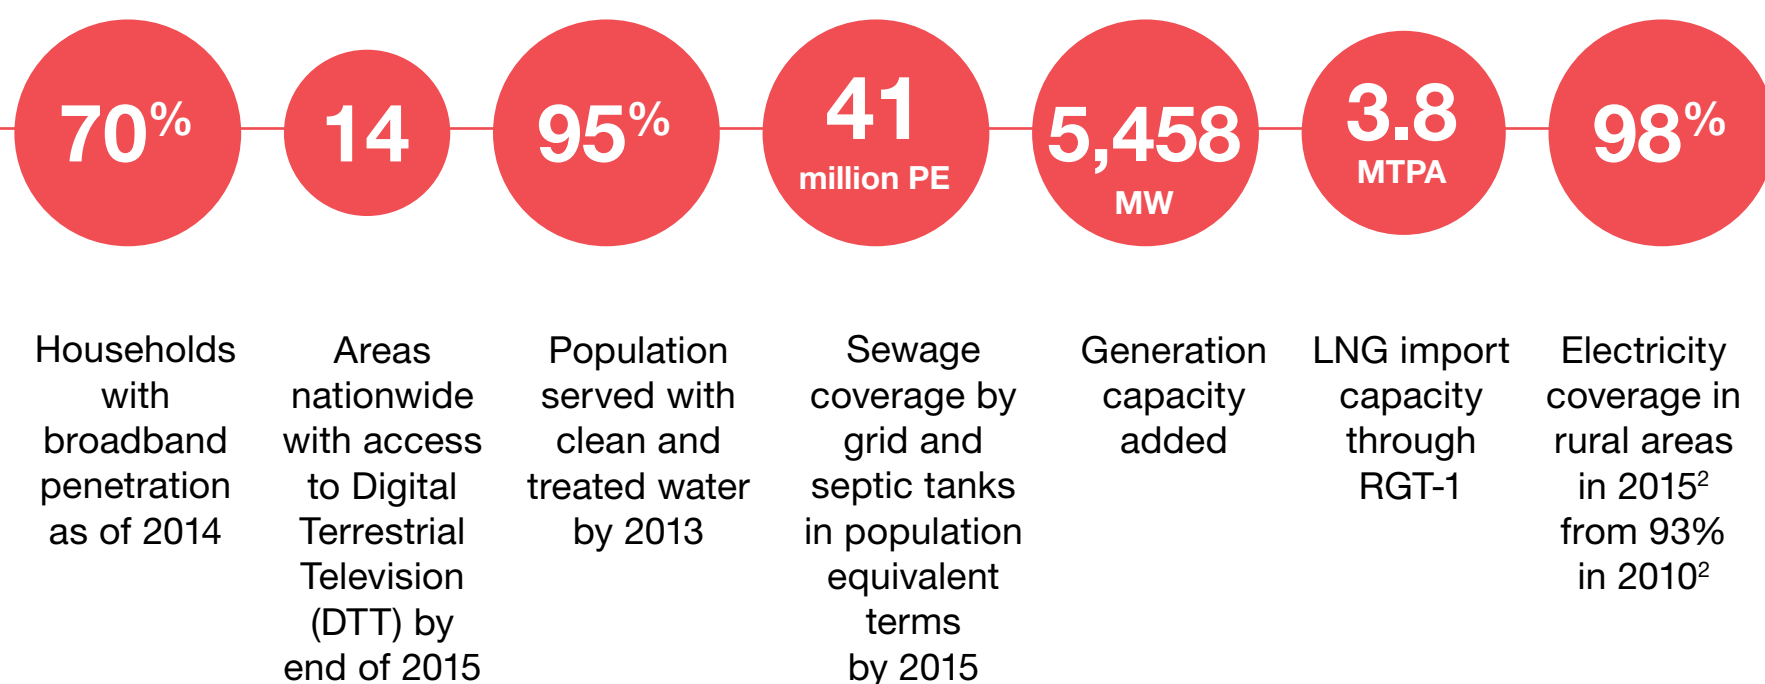 70%
Households
with
broadband
penetration
as of 2014
14
Areas
nationwide
with access
to Digital
Terrestrial
Television
(DTT) by
end of 2015
95%
Population
served with
clean and
treated water
by 2013
41
million PE
Sewage
coverage by
grid and
septic tanks
in population
equivalent
terms
by 2015
5,458
MW
Generation
capacity
added
3.8
MTPA
LNG import
capacity
through
RGT-1
98%
Electricity
coverage in
rural areas
in 2015²
from 93%
in 2010²